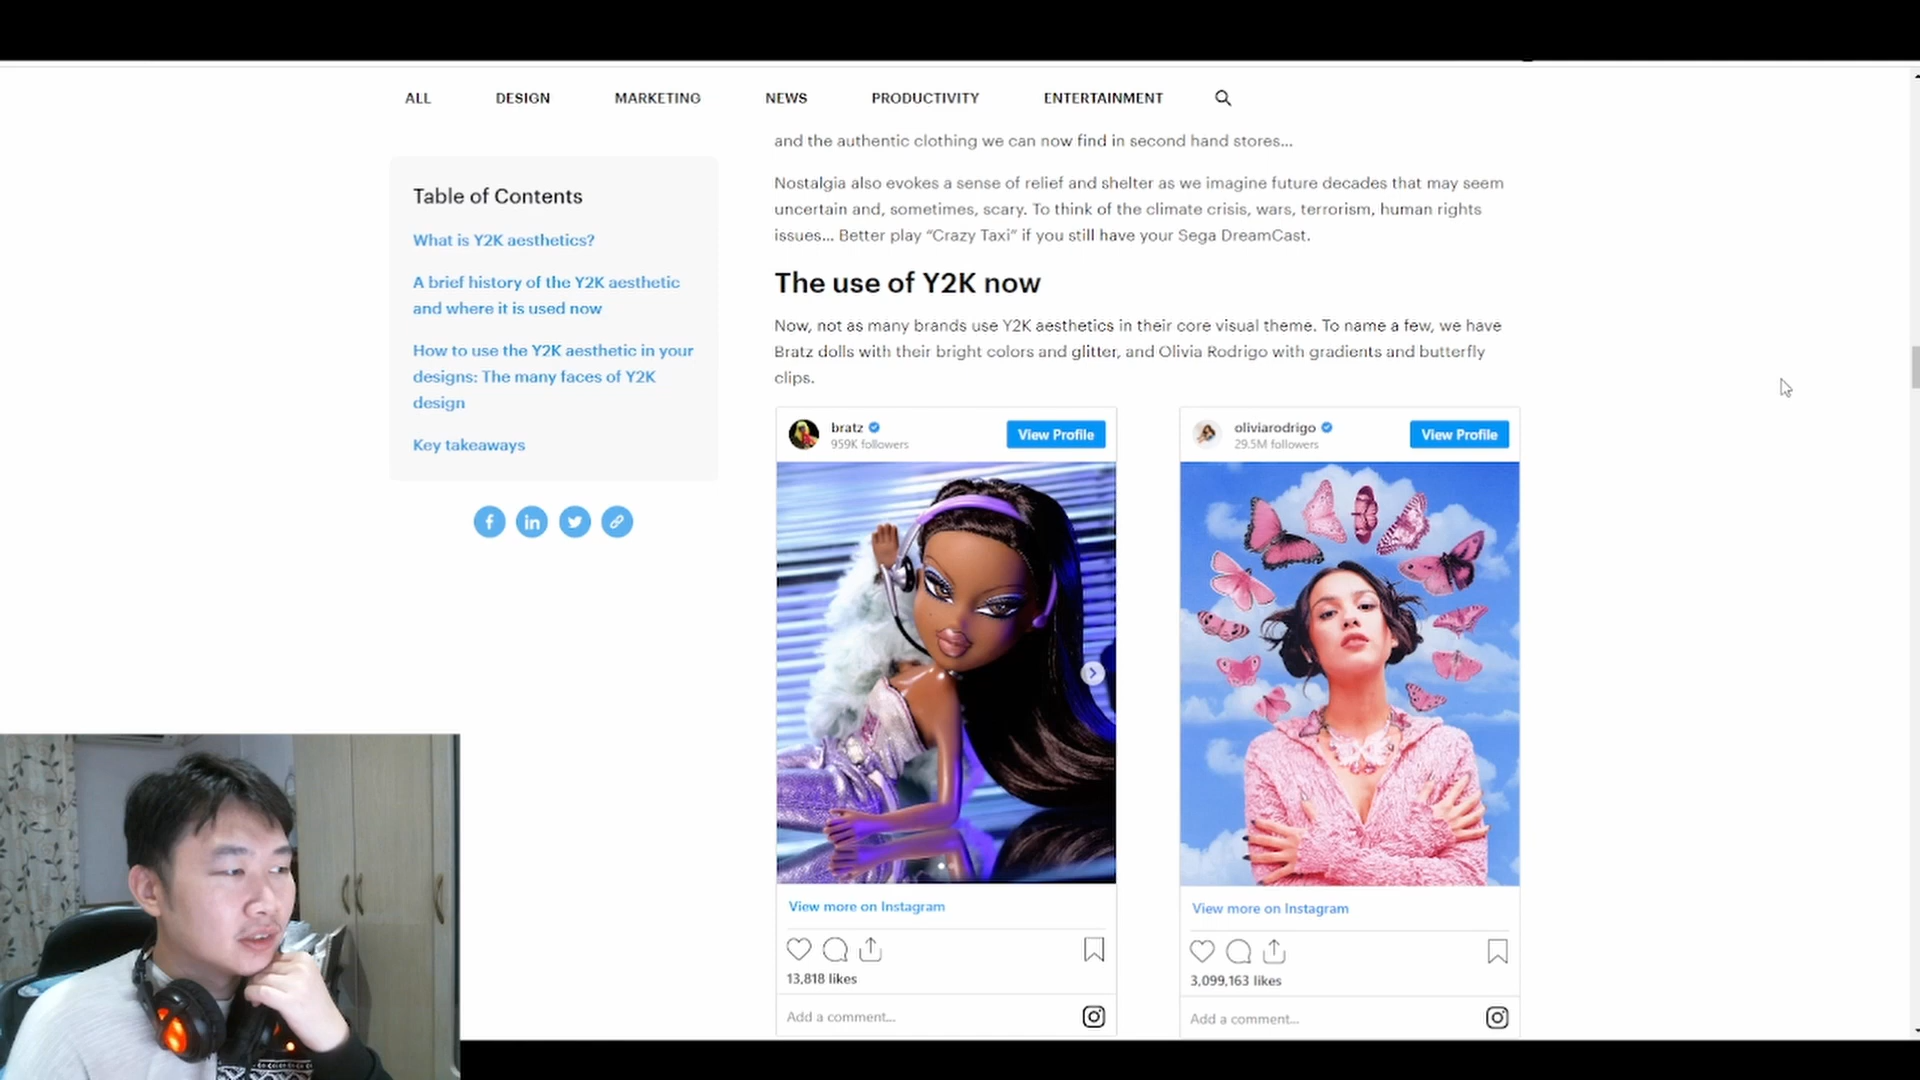 ALL DESIGN MARKETING NEWS PRODUCTIVITY ENTERTAINMENT
Table of Contents
What is Y2K aesthetics?
A brief history of the Y2K aesthetic
and where it is used now
How to use the Y2K aesthetic in your
designs: The many faces of Y2K
design
Key takeaways
and the authentic clothing we can now find in second hand stores...
Nostalgia also evokes a sense of relief and shelter as we imagine future decades that may seem
uncertain and, sometimes, scary. To think of the climate crisis, wars, terrorism, human rights
issues... Better play “Crazy Taxi” if you still have your Sega DreamCast.
The use of Y2K now
Now, not as many brands use Y2K aesthetics in their core visual theme. To name a few, we have
Bratz dolls with their bright colors and glitter, and Olivia Rodrigo with gradients and butterfly
clips.
bratz
959K followers
View Profile
View more on Instagram
13,818 likes
Add a comment...
oliviarodrigo
29.5M followers
View Profile
View more on Instagram
3,099,163 likes
Add a comment...